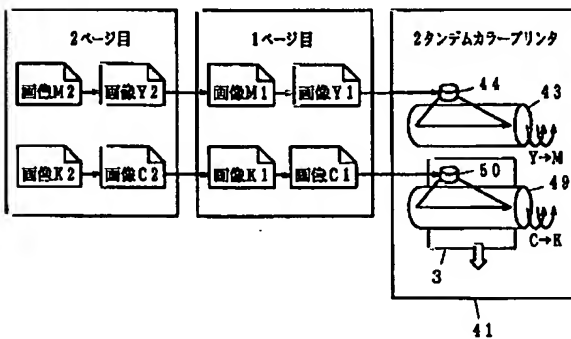 2ページ目
1ページ目
2タンデムカラープリンタ
画像M2
画像Y2
画像M1
画像Y1
44
43
Y→M
画像K2
画像C2
画像K1
画像C1
50
49
C→K
3
41